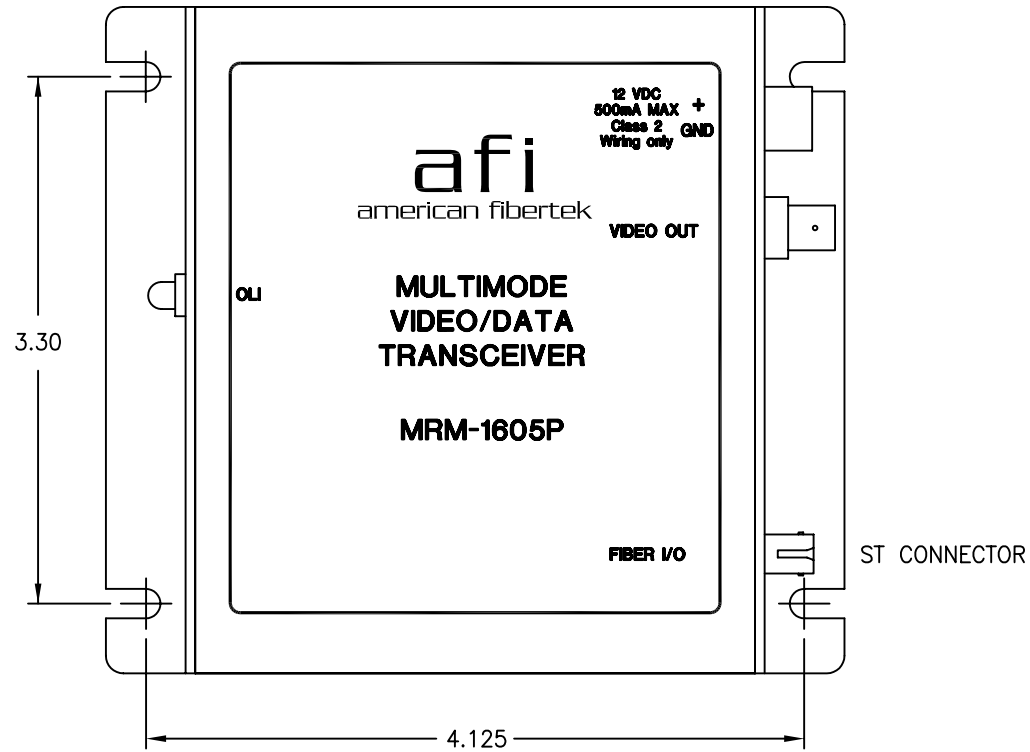 12 VDC
500mA MAX +
Class 2 GND
Wiring only
afi
american fibertek
VIDEO OUT
OLI
MULTIMODE
VIDEO/DATA
TRANSCEIVER
3.30
MRM-1605P
FIBER I/O
ST CONNECTOR
4.125